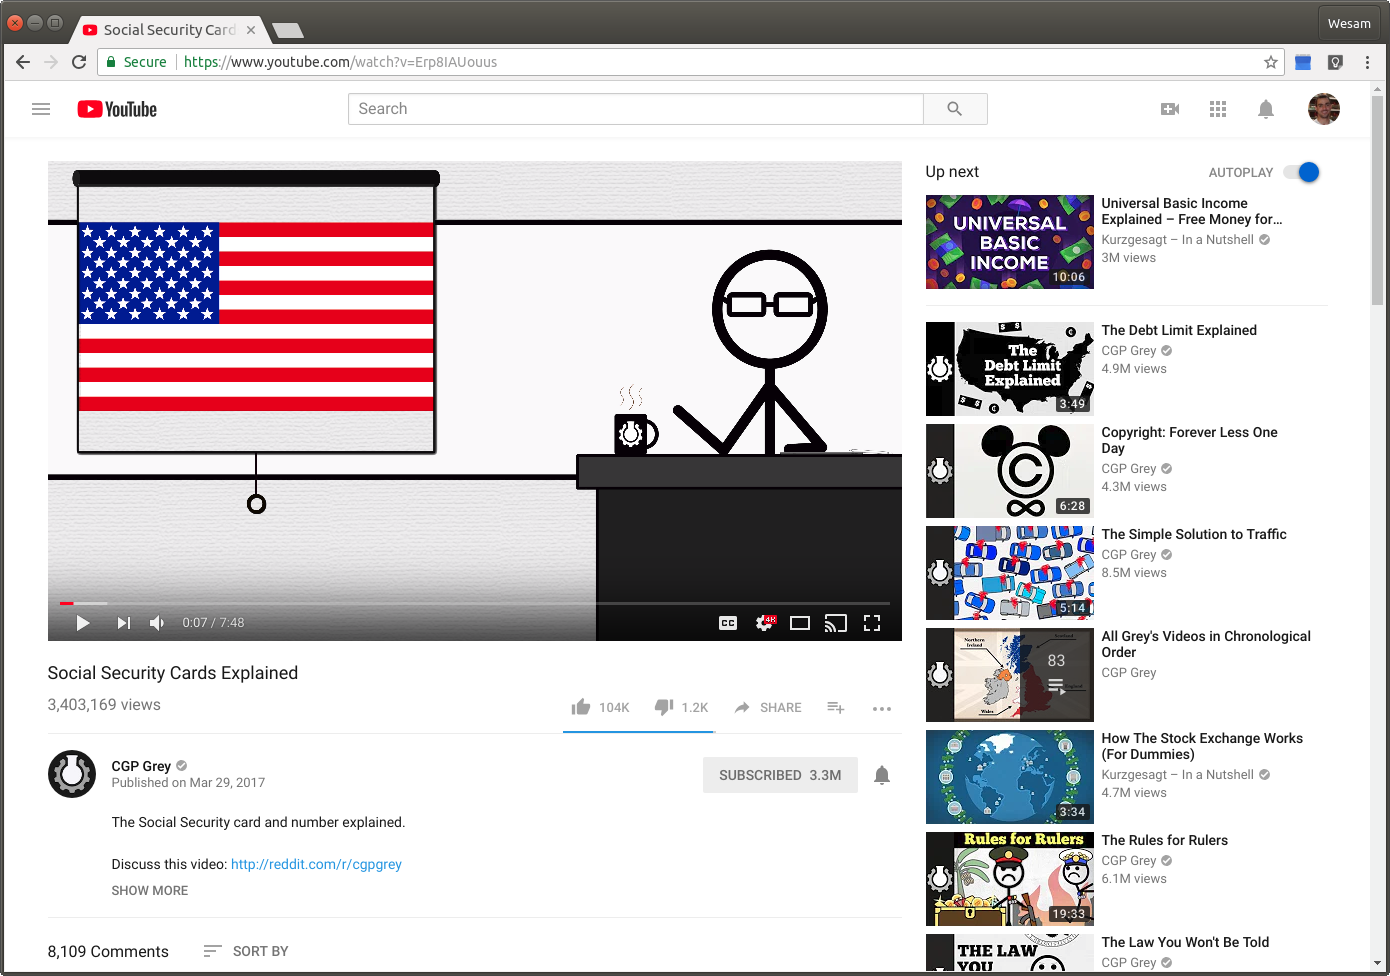 Social Security Card
Wesam
Secure
https://www.youtube.com/watch?v=Erp8IAUouus
YouTube
Search
0:07 / 7:48
CC
4K
Social Security Cards Explained
3,403,169 views
104K
1.2K
SHARE
CGP Grey
Published on Mar 29, 2017
SUBSCRIBED 3.3M
The Social Security card and number explained.
Discuss this video: http://reddit.com/r/cgpgrey
SHOW MORE
8,109 Comments
SORT BY
Up next
AUTOPLAY
UNIVERSAL
BASIC
INCOME
10:06
Universal Basic Income
Explained – Free Money for...
Kurzgesagt – In a Nutshell
3M views
The
Debt Limit
Explained
3:49
The Debt Limit Explained
CGP Grey
4.9M views
6:28
Copyright: Forever Less One
Day
CGP Grey
4.3M views
5:14
The Simple Solution to Traffic
CGP Grey
8.5M views
Northern
Ireland
Scotland
England
Wales
83
All Grey's Videos in Chronological
Order
CGP Grey
3:34
How The Stock Exchange Works
(For Dummies)
Kurzgesagt – In a Nutshell
4.7M views
Rules for Rulers
19:33
The Rules for Rulers
CGP Grey
6.1M views
THE LAW
YOU
The Law You Won't Be Told
CGP Grey